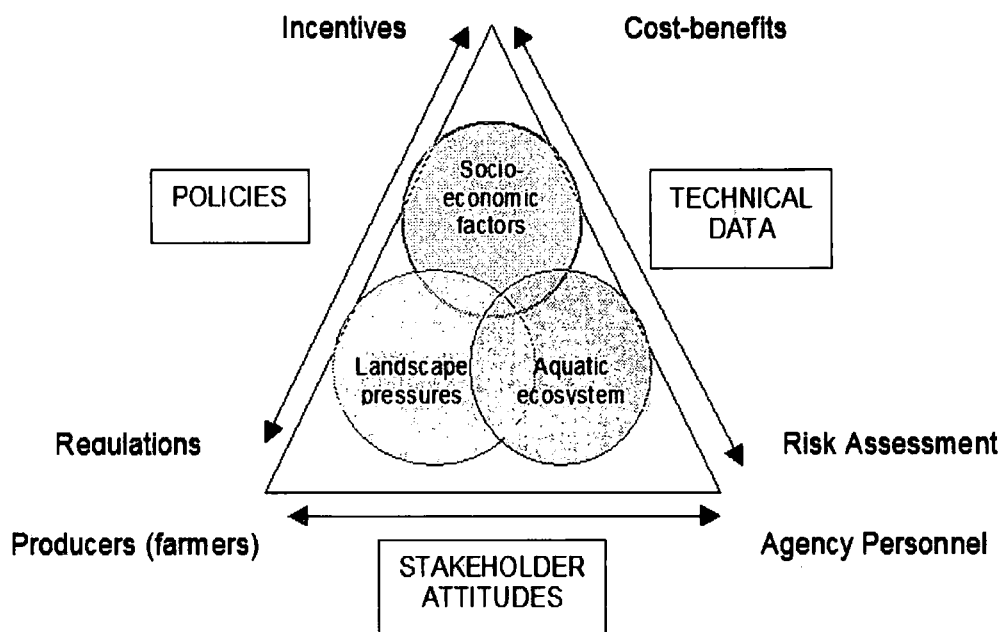 Incentives
Cost-benefits
Socio-
economic
factors
POLICIES
TECHNICAL
DATA
Landscape
pressures
Aquatic
ecosystem
Regulations
Risk Assessment
Producers (farmers)
Agency Personnel
STAKEHOLDER
ATTITUDES